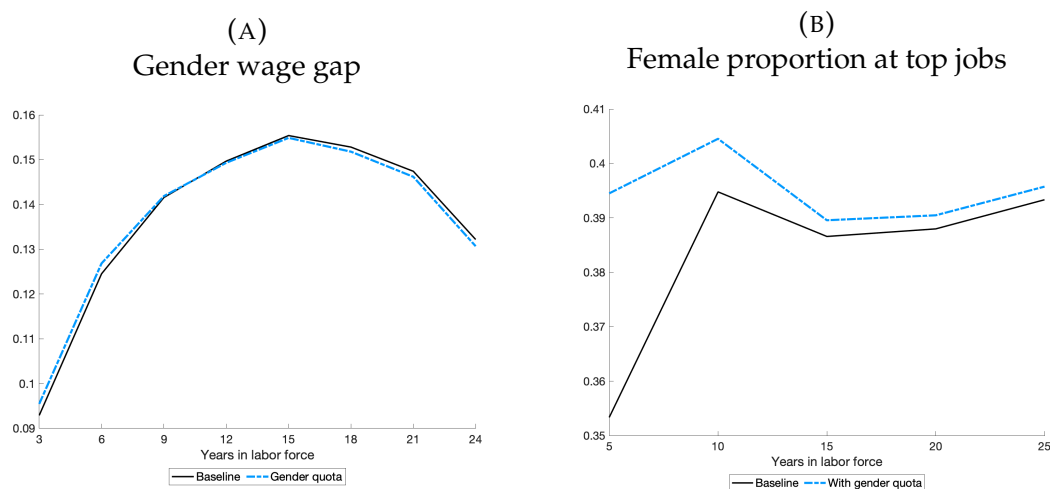 (A)
Gender wage gap
0.16
0.15
0.14
0.13
0.12
0.11
0.1
0.09
3 6 9 12 15 18 21 24
Years in labor force
Baseline Gender quota
(B)
Female proportion at top jobs
0.41
0.4
0.39
0.38
0.37
0.36
0.35
5 10 15 20 25
Years in labor force
Baseline With gender quota